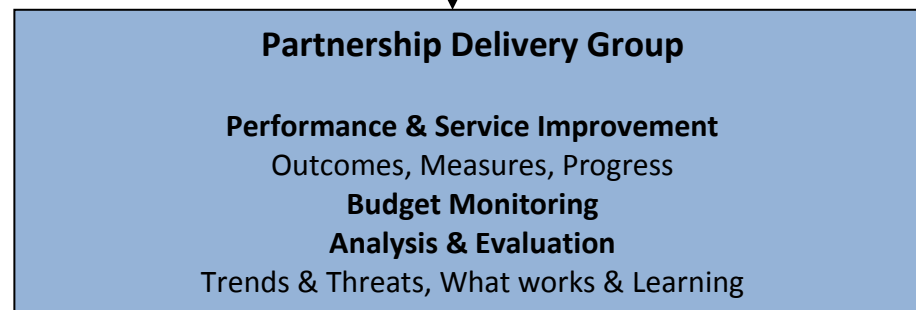 Partnership Delivery Group
Performance & Service Improvement
Outcomes, Measures, Progress
Budget Monitoring
Analysis & Evaluation
Trends & Threats, What works & Learning